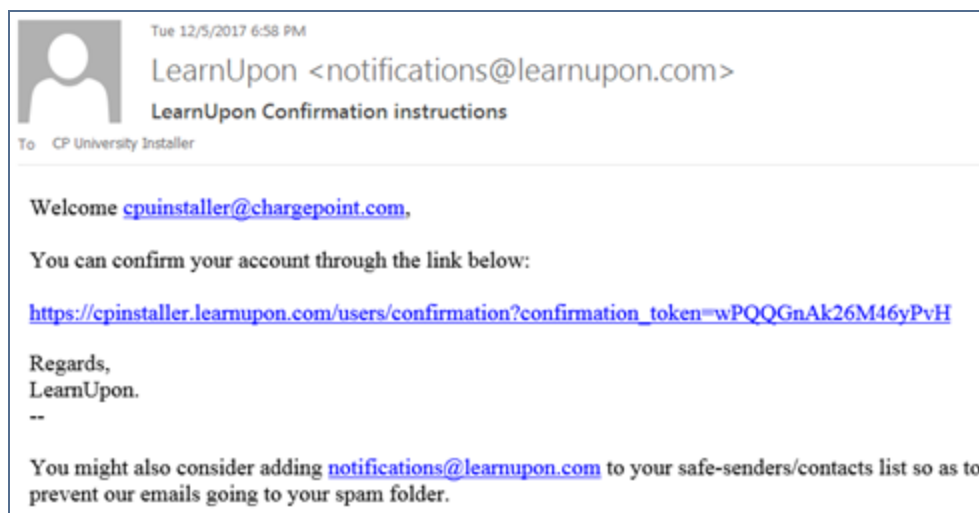 Tue 12/5/2017 6:58 PM
LearnUpon <notifications@learnupon.com>
LearnUpon Confirmation instructions
To CP University Installer
Welcome cpuinstaller@chargepoint.com,
You can confirm your account through the link below:
https://cpinstaller.learnupon.com/users/confirmation?confirmation_token=wPQQGnAk26M46yPvH
Regards,
LearnUpon.
--
You might also consider adding notifications@learnupon.com to your safe-senders/contacts list so as to
prevent our emails going to your spam folder.